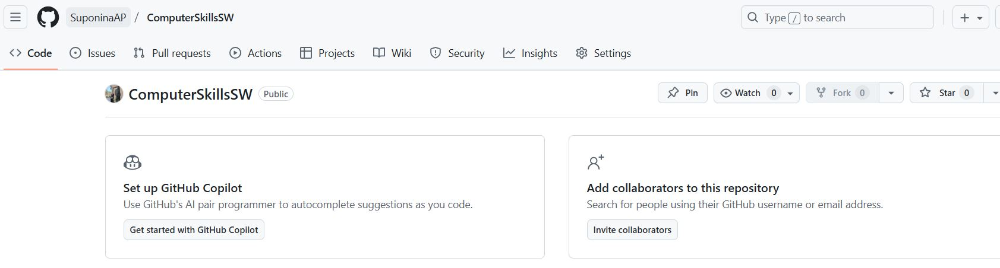 SuponinaAP / ComputerSkillsSW Type / to search
Code Issues Pull requests Actions Projects Wiki Security Insights Settings
ComputerSkillsSW Public Pin Watch 0 Fork 0 Star 0
Set up GitHub Copilot
Use GitHub's AI pair programmer to autocomplete suggestions as you code.
Get started with GitHub Copilot
Add collaborators to this repository
Search for people using their GitHub username or email address.
Invite collaborators